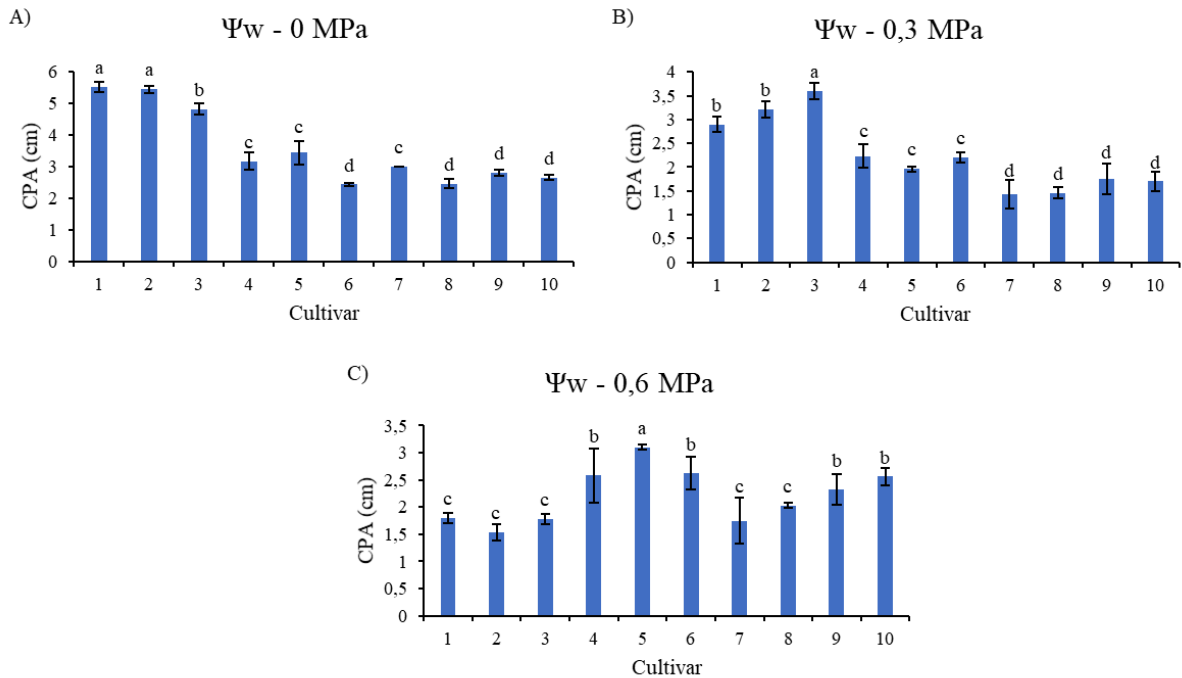 A)
Ψw - 0 MPa
CPA (cm)
6
5
4
3
2
1
0
a a b c c d c d d d
1 2 3 4 5 6 7 8 9 10
Cultivar
B)
Ψw - 0,3 MPa
CPA (cm)
4
3,5
3
2,5
2
1,5
1
0,5
0
b b a c c c d d d d
1 2 3 4 5 6 7 8 9 10
Cultivar
C)
Ψw - 0,6 MPa
CPA (cm)
3,5
3
2,5
2
1,5
1
0,5
0
c c c b a b c c b b
1 2 3 4 5 6 7 8 9 10
Cultivar